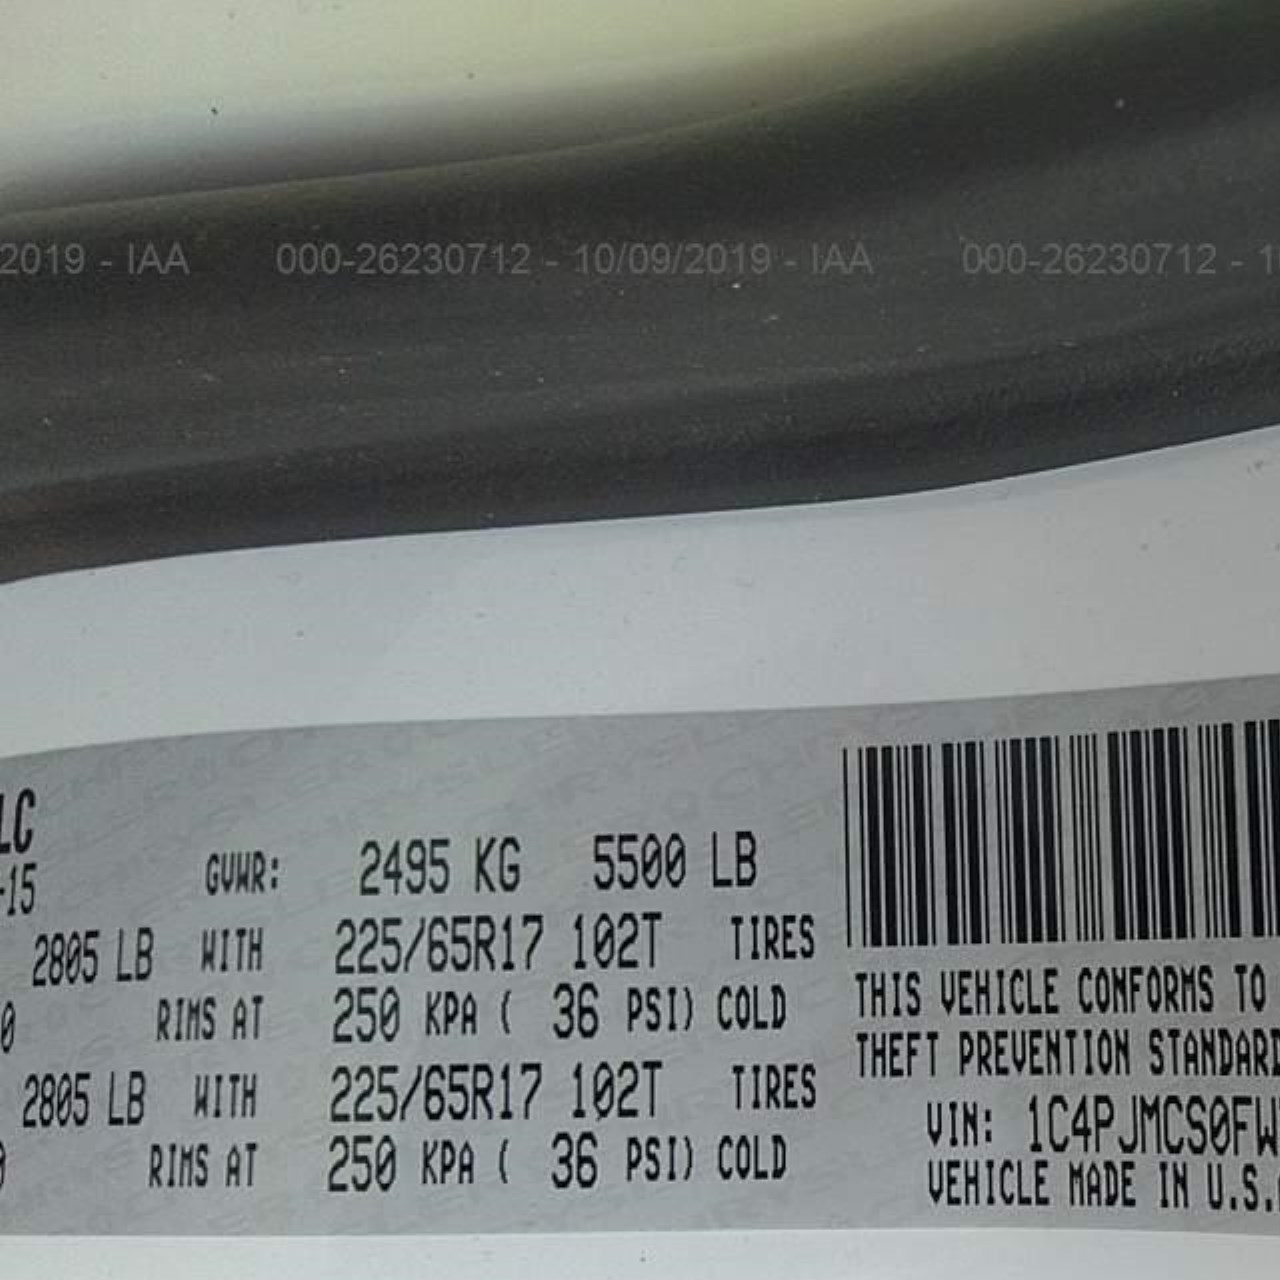 2019 - IAA 000-26230712 - 10/09/2019 - IAA 000-26230712 - 1
LC
-15 GVWR: 2495 KG 5500 LB
2805 LB WITH 225/65R17 102T TIRES
0 RIMS AT 250 KPA ( 36 PSI) COLD
2805 LB WITH 225/65R17 102T TIRES
0 RIMS AT 250 KPA ( 36 PSI) COLD
THIS VEHICLE CONFORMS TO
THEFT PREVENTION STANDARD
VIN: 1C4PJMCS0FW
VEHICLE MADE IN U.S.A